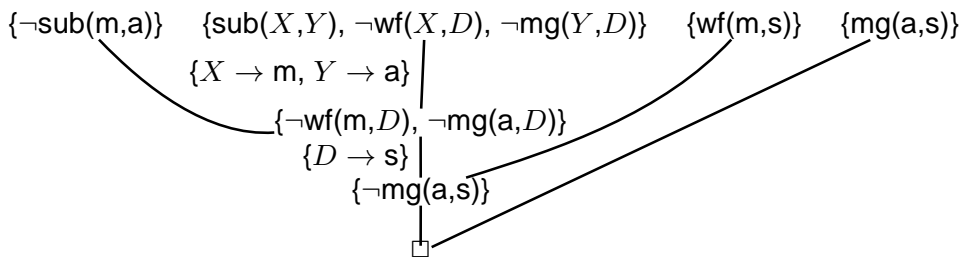 {¬sub(m,a)} {sub(X,Y), ¬wf(X,D), ¬mg(Y,D)} {wf(m,s)} {mg(a,s)}
{X → m, Y → a}
{¬wf(m,D), ¬mg(a,D)}
{D → s}
{¬mg(a,s)}
□